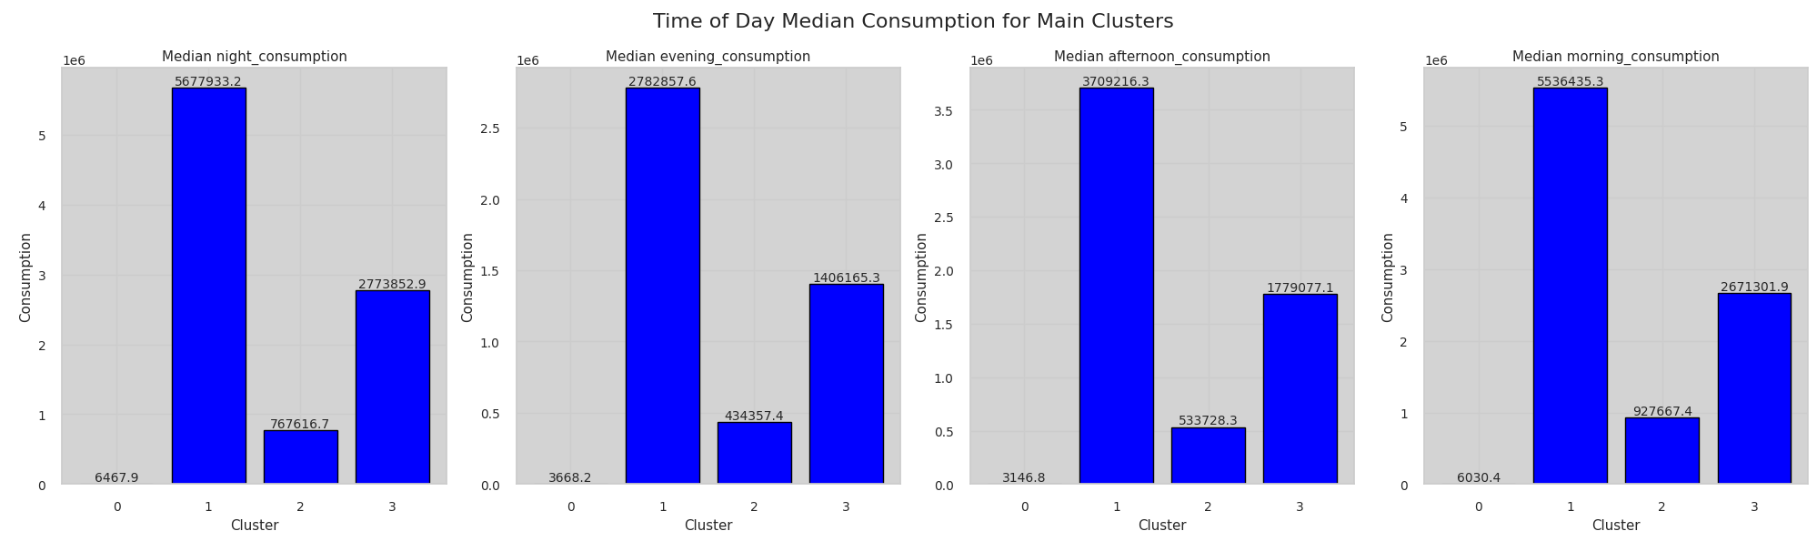 Time of Day Median Consumption for Main Clusters
Median night_consumption
1e6
5677933.2
2773852.9
767616.7
6467.9
5
4
3
2
1
0
Consumption
0 1 2 3
Cluster
Median evening_consumption
1e6
2782857.6
1406165.3
434357.4
3668.2
2.5
2.0
1.5
1.0
0.5
0.0
Consumption
0 1 2 3
Cluster
Median afternoon_consumption
1e6
3709216.3
1779077.1
533728.3
3146.8
3.5
3.0
2.5
2.0
1.5
1.0
0.5
0.0
Consumption
0 1 2 3
Cluster
Median morning_consumption
1e6
5536435.3
2671301.9
927667.4
6030.4
5
4
3
2
1
0
Consumption
0 1 2 3
Cluster